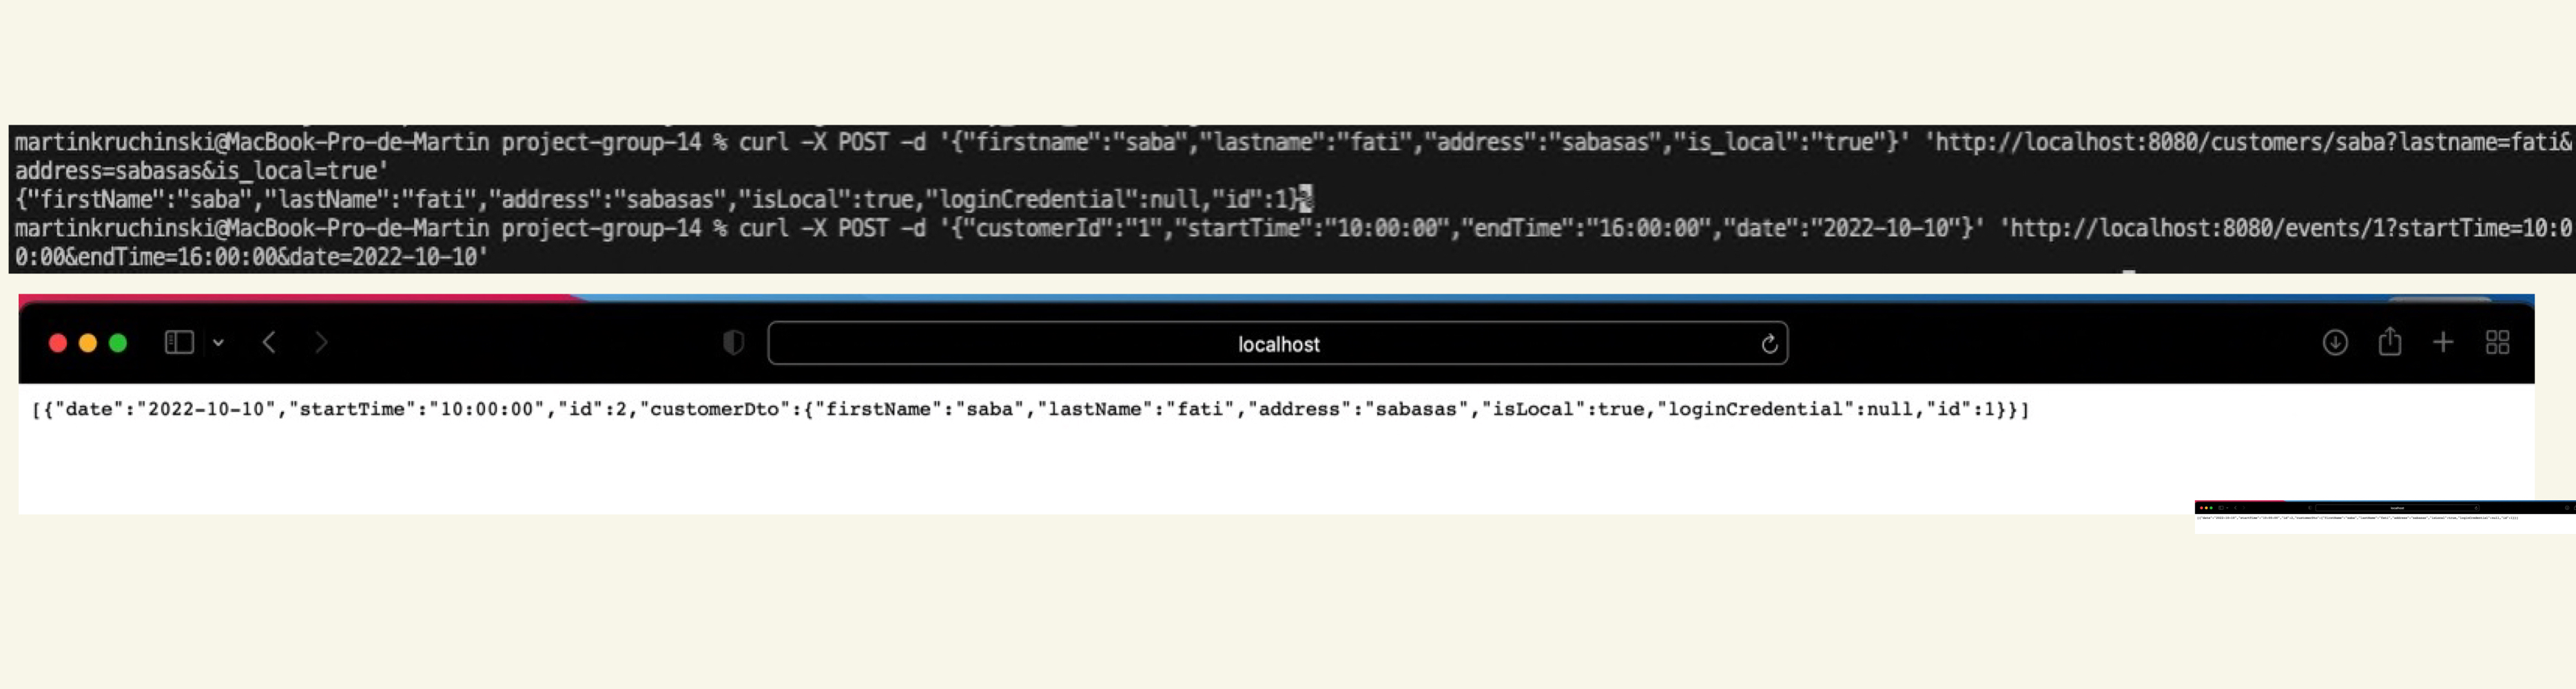 martinkruchinski@MacBook-Pro-de-Martin project-group-14 % curl -X POST -d '{"firstname":"saba","lastname":"fati","address":"sabasas","is_local":"true"}' 'http://localhost:8080/customers/saba?lastname=fati&
address=sabasas&is_local=true'
{"firstName":"saba","lastName":"fati","address":"sabasas","isLocal":true,"loginCredential":null,"id":1}%
martinkruchinski@MacBook-Pro-de-Martin project-group-14 % curl -X POST -d '{"customerId":"1","startTime":"10:00:00","endTime":"16:00:00","date":"2022-10-10"}' 'http://localhost:8080/events/1?startTime=10:0
0:00&endTime=16:00:00&date=2022-10-10'
localhost
[{"date":"2022-10-10","startTime":"10:00:00","id":2,"customerDto":{"firstName":"saba","lastName":"fati","address":"sabasas","isLocal":true,"loginCredential":null,"id":1}}]